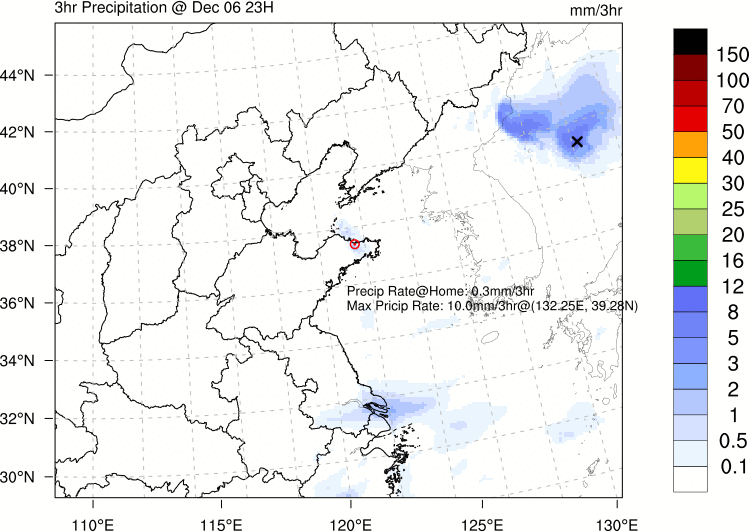 3hr Precipitation @ Dec 06 23H
mm/3hr
44°N
42°N
40°N
38°N
36°N
34°N
32°N
30°N
Precip Rate@Home: 0.3mm/3hr
Max Pricip Rate: 10.0mm/3hr@(132.25E, 39.28N)
110°E 115°E 120°E 125°E 130°E
150
100
70
50
40
30
25
20
16
12
8
5
3
2
1
0.5
0.1